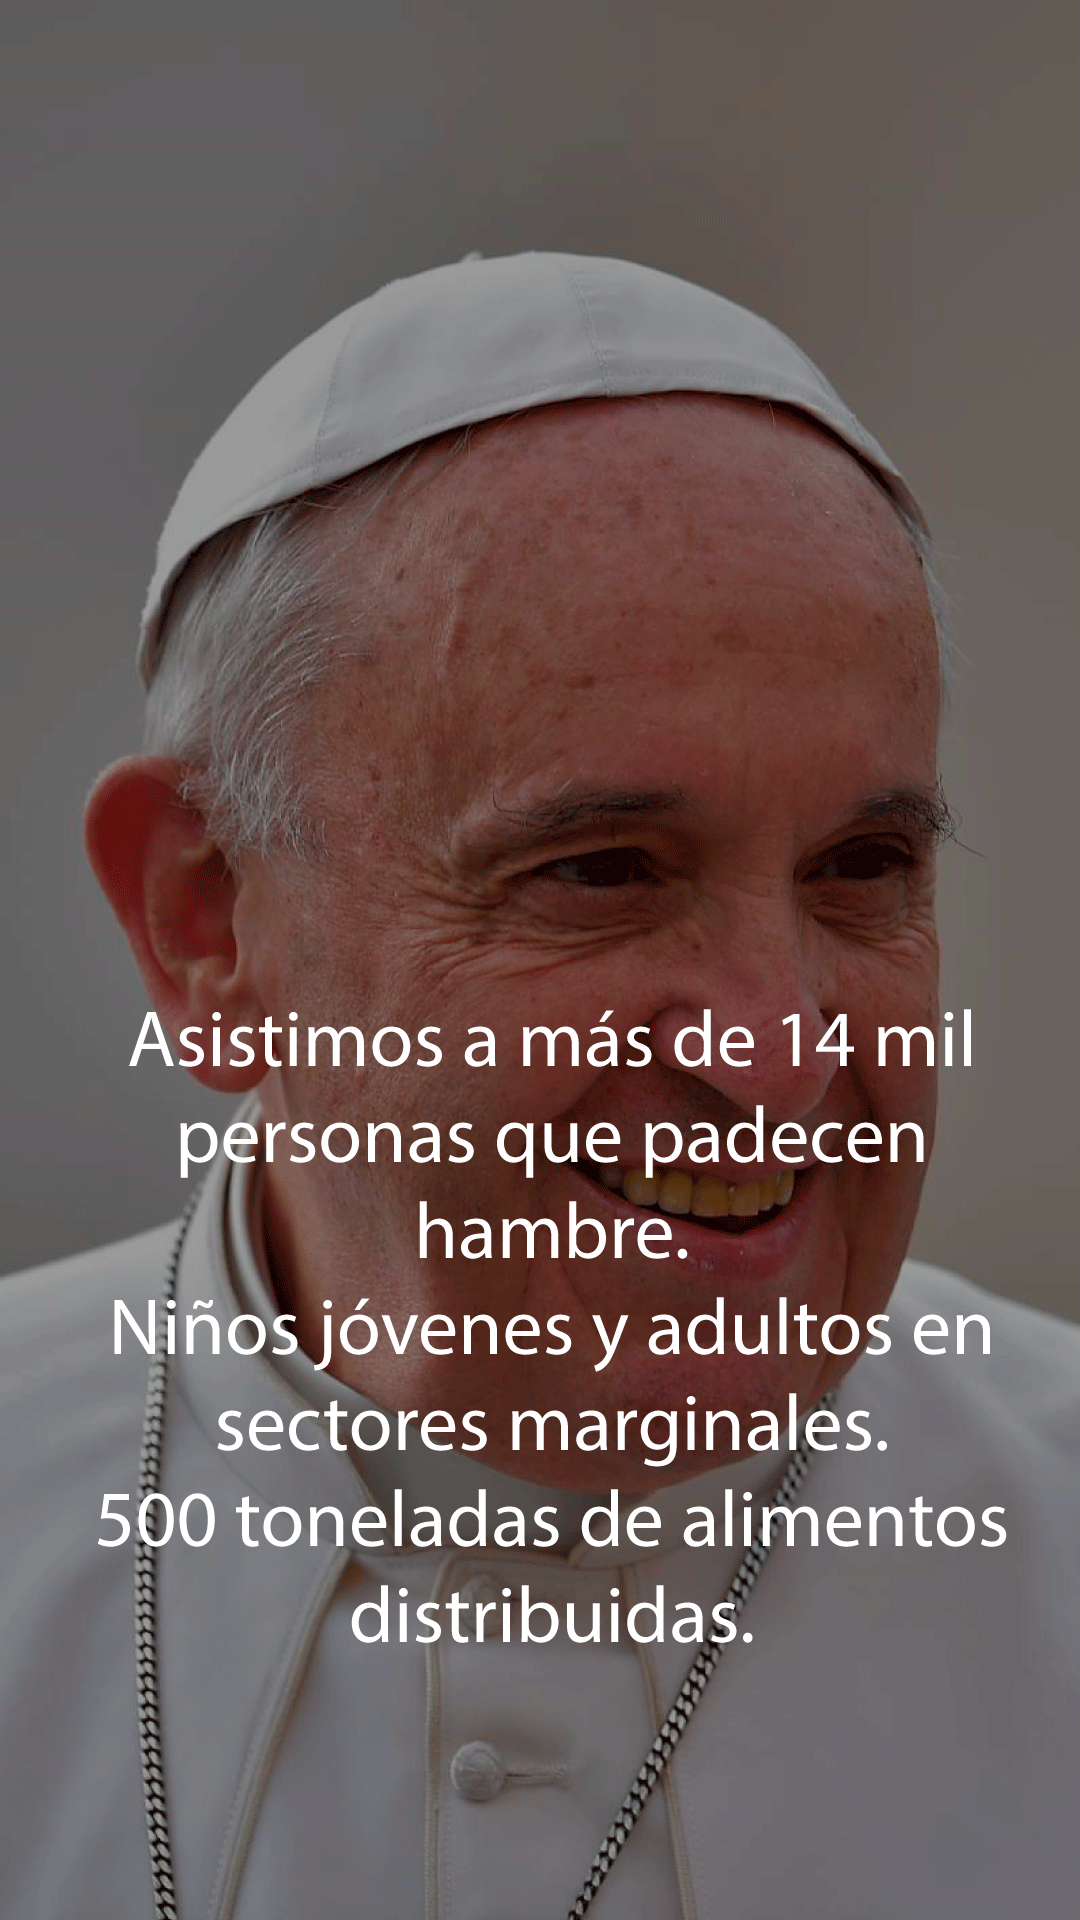 Asistimos a más de 14 mil
personas que padecen
hambre.
Niños jóvenes y adultos en
sectores marginales.
500 toneladas de alimentos
distribuidas.